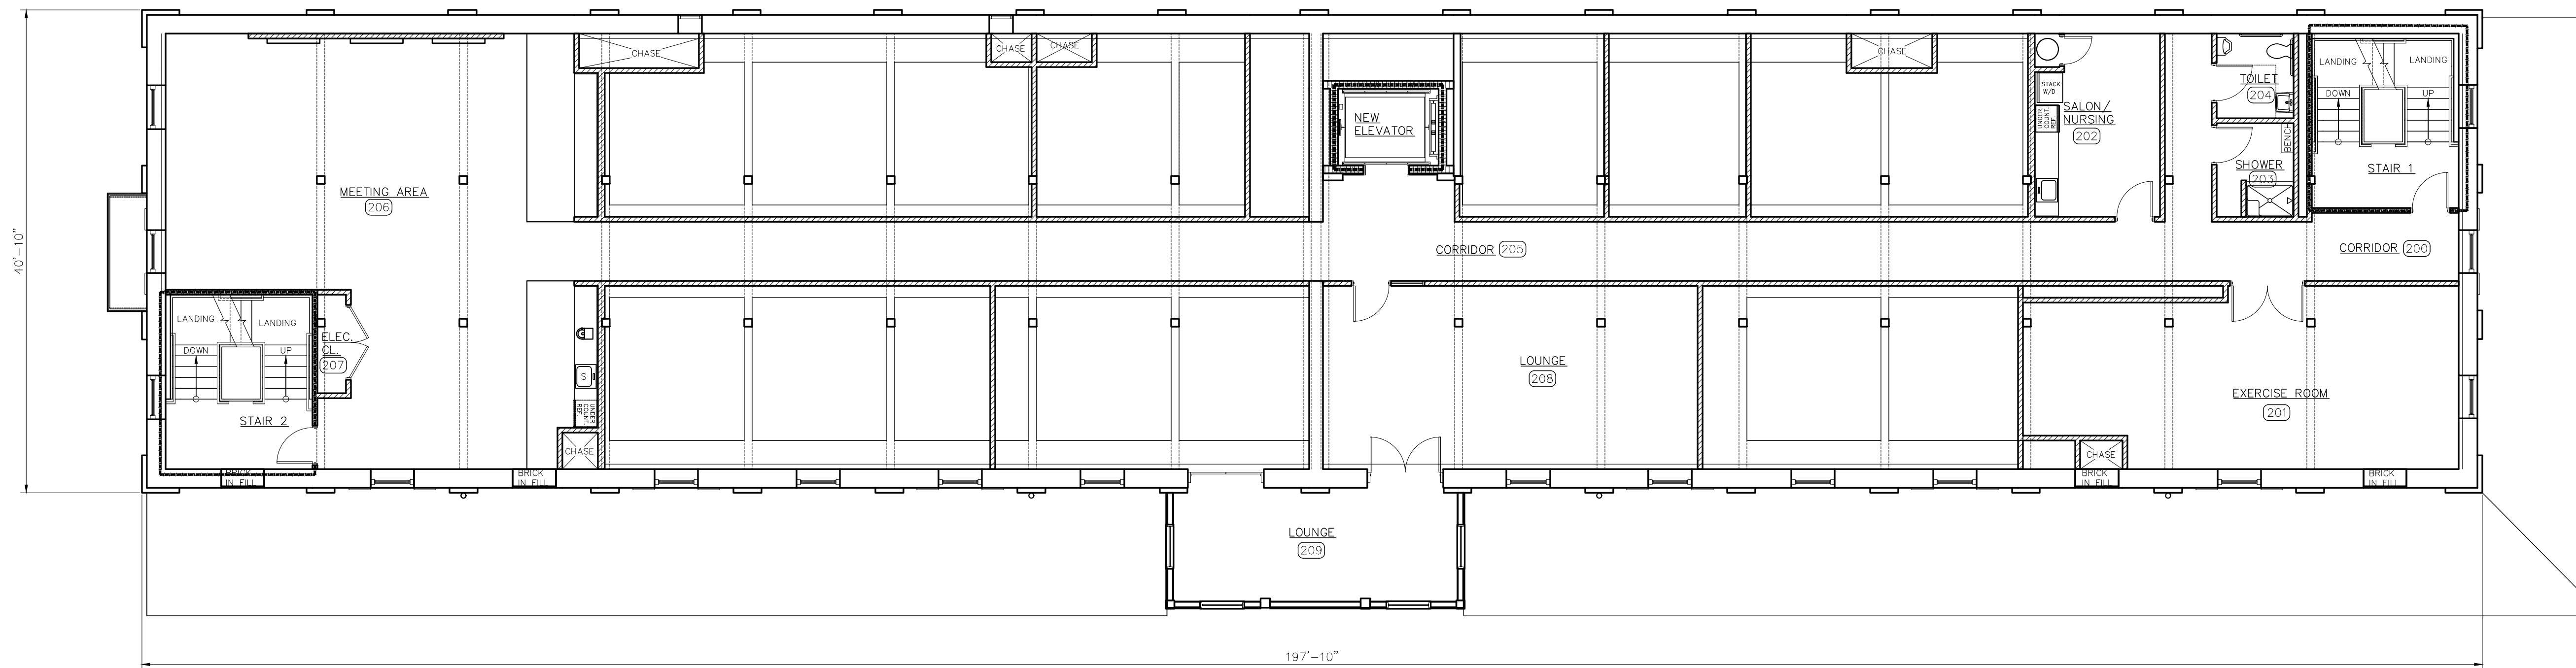 CHASE
CHASE
CHASE
CHASE
LANDING
LANDING
DOWN
UP
STAIR 1
TOILET
204
STACK
W/D
UNDER
COUNT.
REF.
SALON/
NURSING
202
BENCH
SHOWER
203
NEW
ELEVATOR
MEETING AREA
206
CORRIDOR 205
CORRIDOR 200
40'-10"
LANDING
LANDING
DOWN
UP
STAIR 2
ELEC.
CL.
207
S
UNDER
COUNT.
REF.
CHASE
LOUNGE
208
EXERCISE ROOM
201
CHASE
BRICK
IN FILL
BRICK
IN FILL
BRICK
IN FILL
BRICK
IN FILL
LOUNGE
209
197'-10"